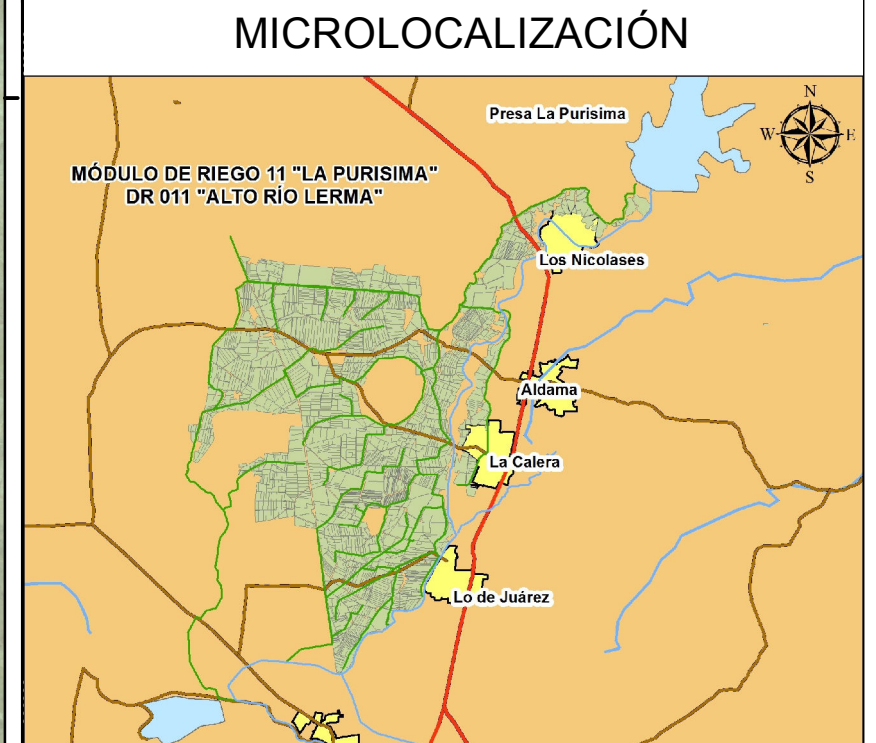 MICROLOCALIZACIÓN
Presa La Purisima
N
W E
S
MÓDULO DE RIEGO 11 "LA PURISIMA"
DR 011 "ALTO RÍO LERMA"
Los Nicolases
Aldama
La Calera
Lo de Juárez